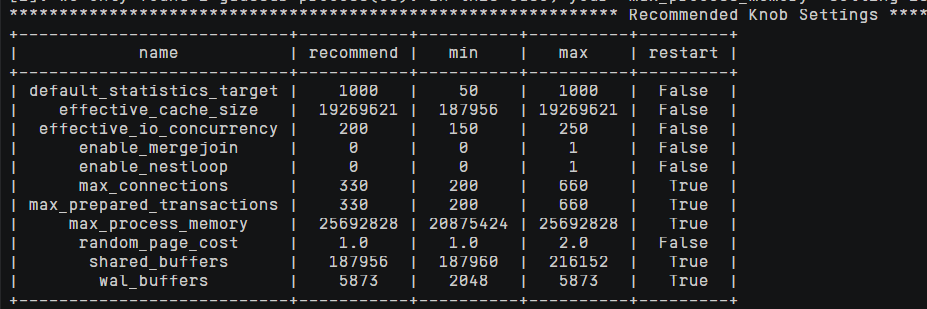 ****************************************************************** Recommended Knob Settings ****
+----------------------------+-----------+----------+----------+---------+
| name | recommend | min | max | restart |
+----------------------------+-----------+----------+----------+---------+
| default_statistics_target | 1000 | 50 | 1000 | False |
| effective_cache_size | 19269621 | 187956 | 19269621 | False |
| effective_io_concurrency | 200 | 150 | 250 | False |
| enable_mergejoin | 0 | 0 | 1 | False |
| enable_nestloop | 0 | 0 | 1 | False |
| max_connections | 330 | 200 | 660 | True |
| max_prepared_transactions | 330 | 200 | 660 | True |
| max_process_memory | 25692828 | 20875424 | 25692828 | True |
| random_page_cost | 1.0 | 1.0 | 2.0 | False |
| shared_buffers | 187956 | 187960 | 216152 | True |
| wal_buffers | 5873 | 2048 | 5873 | True |
+----------------------------+-----------+----------+----------+---------+